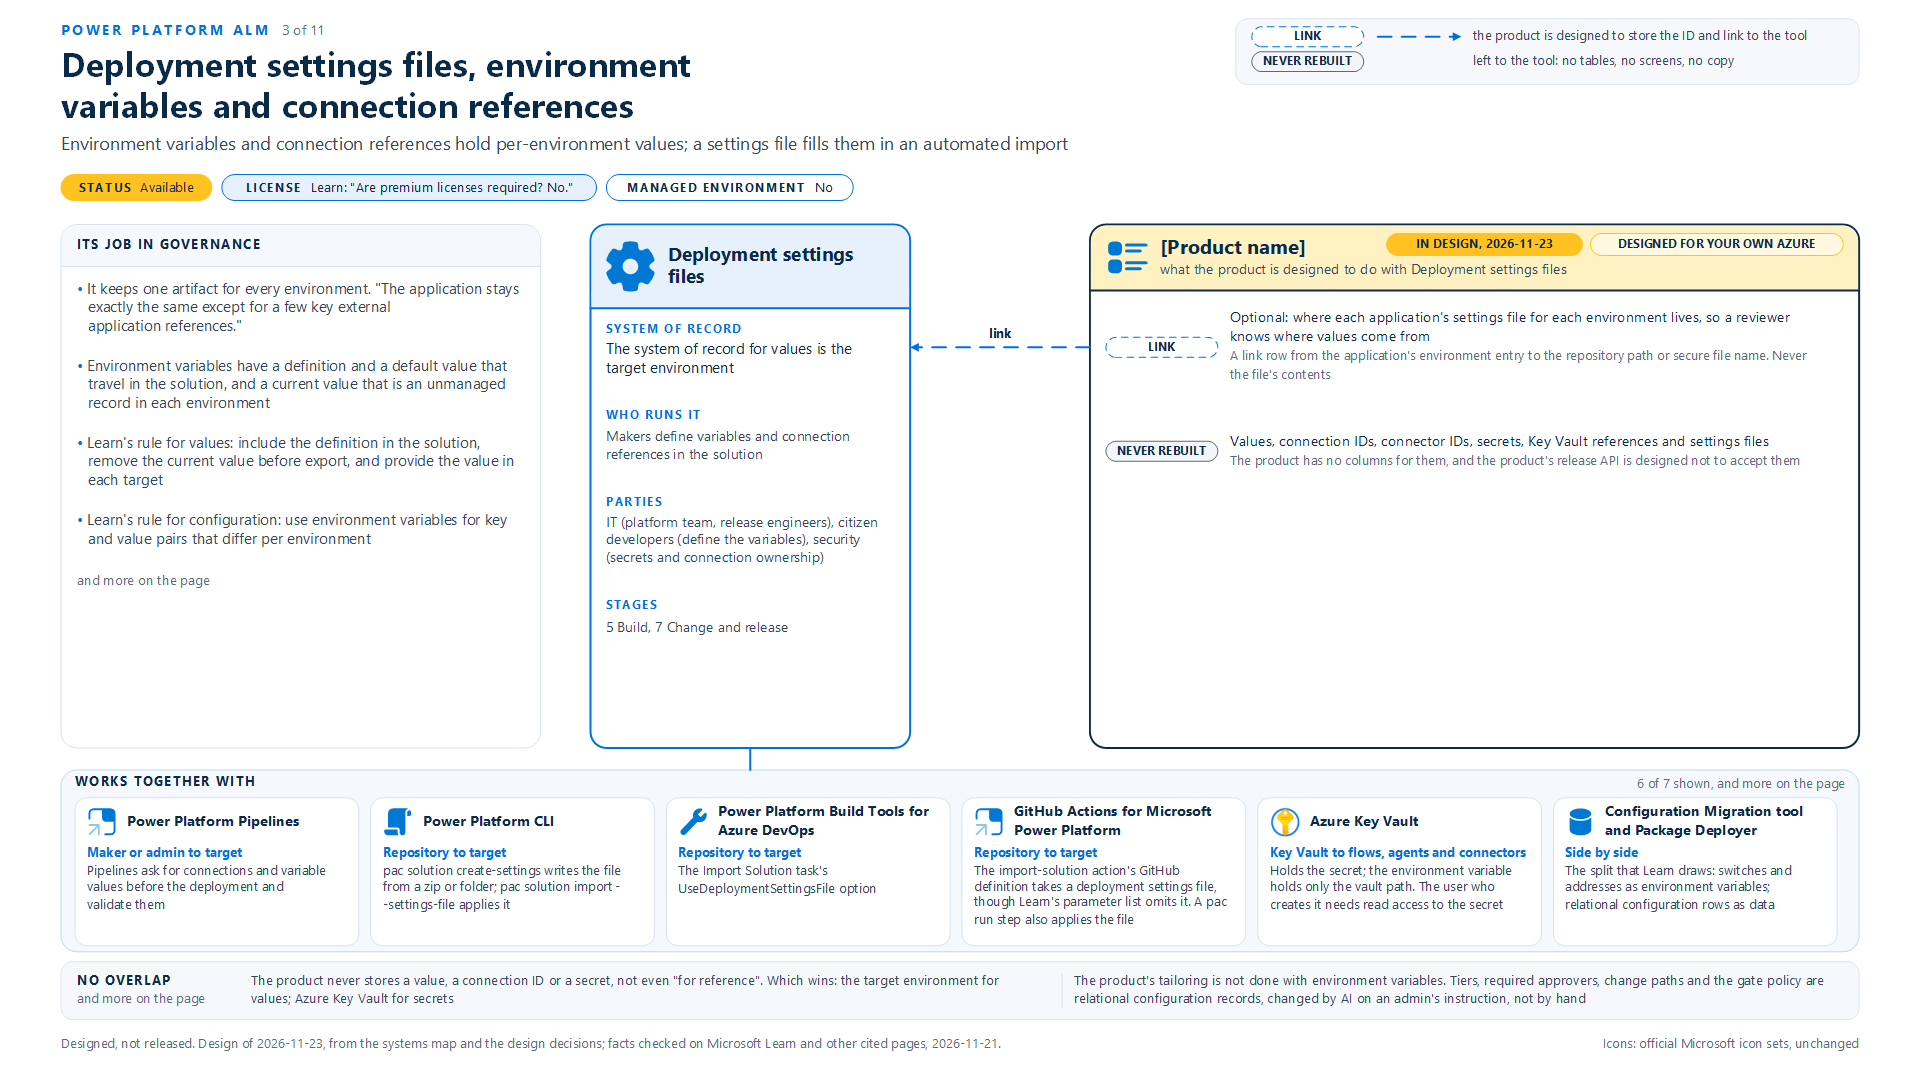 POWER PLATFORM ALM 3 of 11
Deployment settings files, environment
variables and connection references
Environment variables and connection references hold per-environment values; a settings file fills them in an automated import
LINK the product is designed to store the ID and link to the tool
NEVER REBUILT left to the tool: no tables, no screens, no copy
STATUS Available
LICENSE Learn: "Are premium licenses required? No."
MANAGED ENVIRONMENT No
ITS JOB IN GOVERNANCE
• It keeps one artifact for every environment. "The application stays
exactly the same except for a few key external
application references."
• Environment variables have a definition and a default value that
travel in the solution, and a current value that is an unmanaged
record in each environment
• Learn's rule for values: include the definition in the solution,
remove the current value before export, and provide the value in
each target
• Learn's rule for configuration: use environment variables for key
and value pairs that differ per environment
and more on the page
Deployment settings
files
SYSTEM OF RECORD
The system of record for values is the
target environment
WHO RUNS IT
Makers define variables and connection
references in the solution
PARTIES
IT (platform team, release engineers), citizen
developers (define the variables), security
(secrets and connection ownership)
STAGES
5 Build, 7 Change and release
link
[Product name]
IN DESIGN, 2026-11-23
DESIGNED FOR YOUR OWN AZURE
what the product is designed to do with Deployment settings files
LINK
Optional: where each application's settings file for each environment lives, so a reviewer
knows where values come from
A link row from the application's environment entry to the repository path or secure file name. Never
the file's contents
NEVER REBUILT
Values, connection IDs, connector IDs, secrets, Key Vault references and settings files
The product has no columns for them, and the product's release API is designed not to accept them
WORKS TOGETHER WITH
6 of 7 shown, and more on the page
Power Platform Pipelines
Maker or admin to target
Pipelines ask for connections and variable
values before the deployment and
validate them
Power Platform CLI
Repository to target
pac solution create-settings writes the file
from a zip or folder; pac solution import -
-settings-file applies it
Power Platform Build Tools for
Azure DevOps
Repository to target
The Import Solution task's
UseDeploymentSettingsFile option
GitHub Actions for Microsoft
Power Platform
Repository to target
The import-solution action's GitHub
definition takes a deployment settings file,
though Learn's parameter list omits it. A pac
run step also applies the file
Azure Key Vault
Key Vault to flows, agents and connectors
Holds the secret; the environment variable
holds only the vault path. The user who
creates it needs read access to the secret
Configuration Migration tool
and Package Deployer
Side by side
The split that Learn draws: switches and
addresses as environment variables;
relational configuration rows as data
NO OVERLAP
and more on the page
The product never stores a value, a connection ID or a secret, not even "for reference". Which wins: the target environment for
values; Azure Key Vault for secrets
The product's tailoring is not done with environment variables. Tiers, required approvers, change paths and the gate policy are
relational configuration records, changed by AI on an admin's instruction, not by hand
Designed, not released. Design of 2026-11-23, from the systems map and the design decisions; facts checked on Microsoft Learn and other cited pages, 2026-11-21.
Icons: official Microsoft icon sets, unchanged